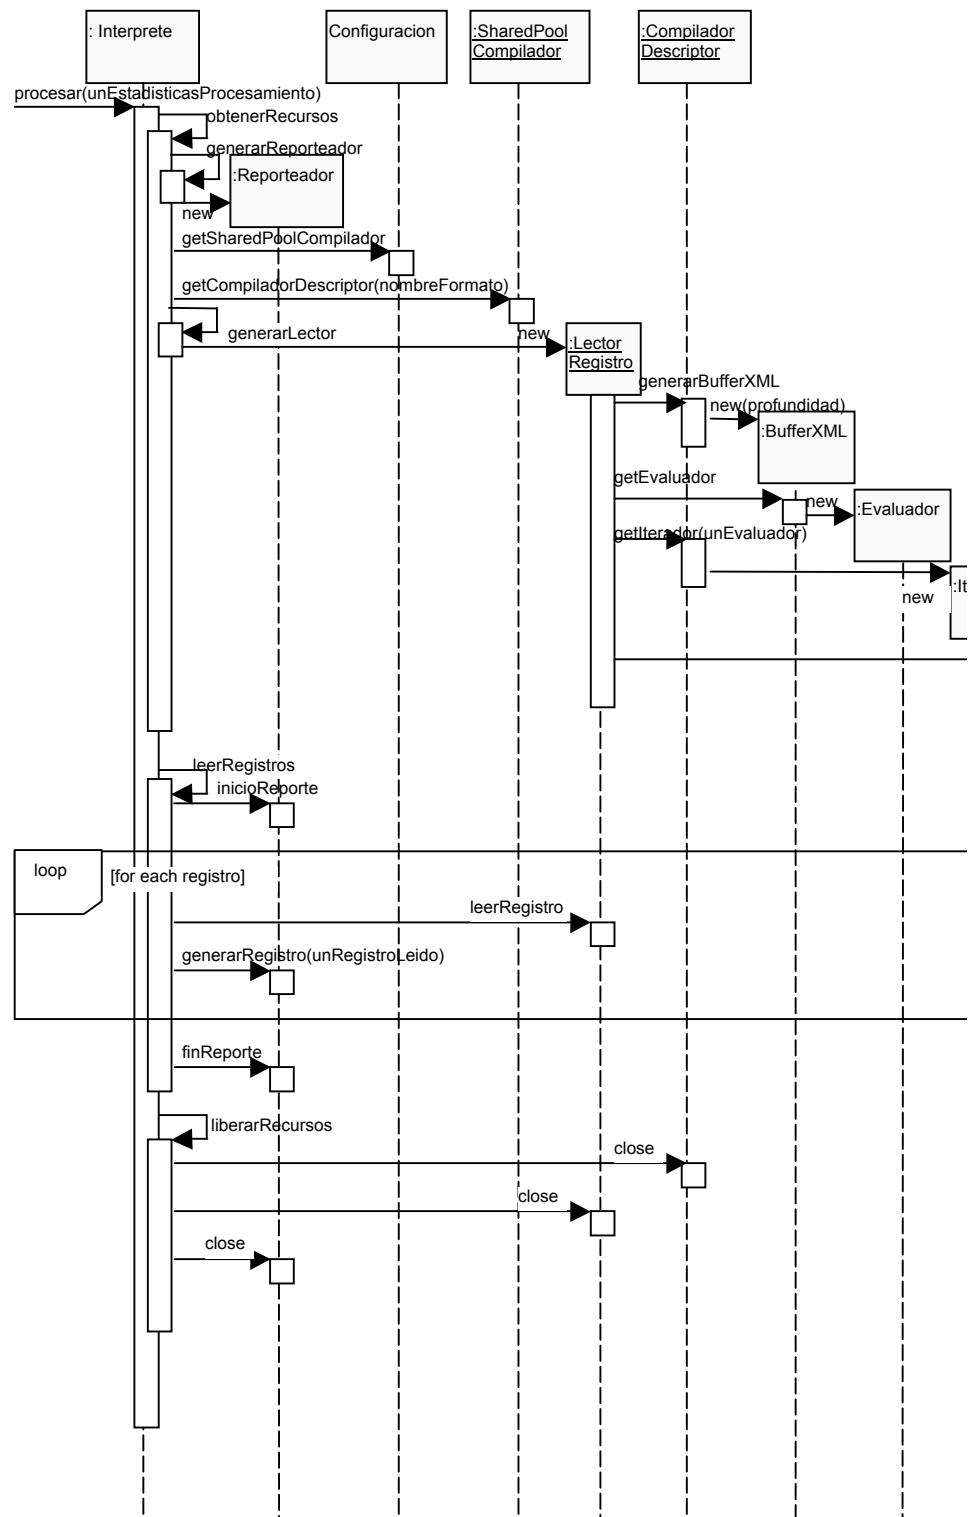 : Interprete
Configuracion
:SharedPool
Compilador
:Compilador
Descriptor
procesar(unEstadisticasProcesamiento)
obtenerRecursos
generarReporteador
:Reporteador
new
getSharedPoolCompilador
getCompiladorDescriptor(nombreFormato)
generarLector
new
:Lector
Registro
generarBufferXML
new(profundidad)
:BufferXML
getEvaluador
new
:Evaluador
getIterador(unEvaluador)
new
:It
leerRegistros
inicioReporte
loop
[for each registro]
leerRegistro
generarRegistro(unRegistroLeido)
finReporte
liberarRecursos
close
close
close